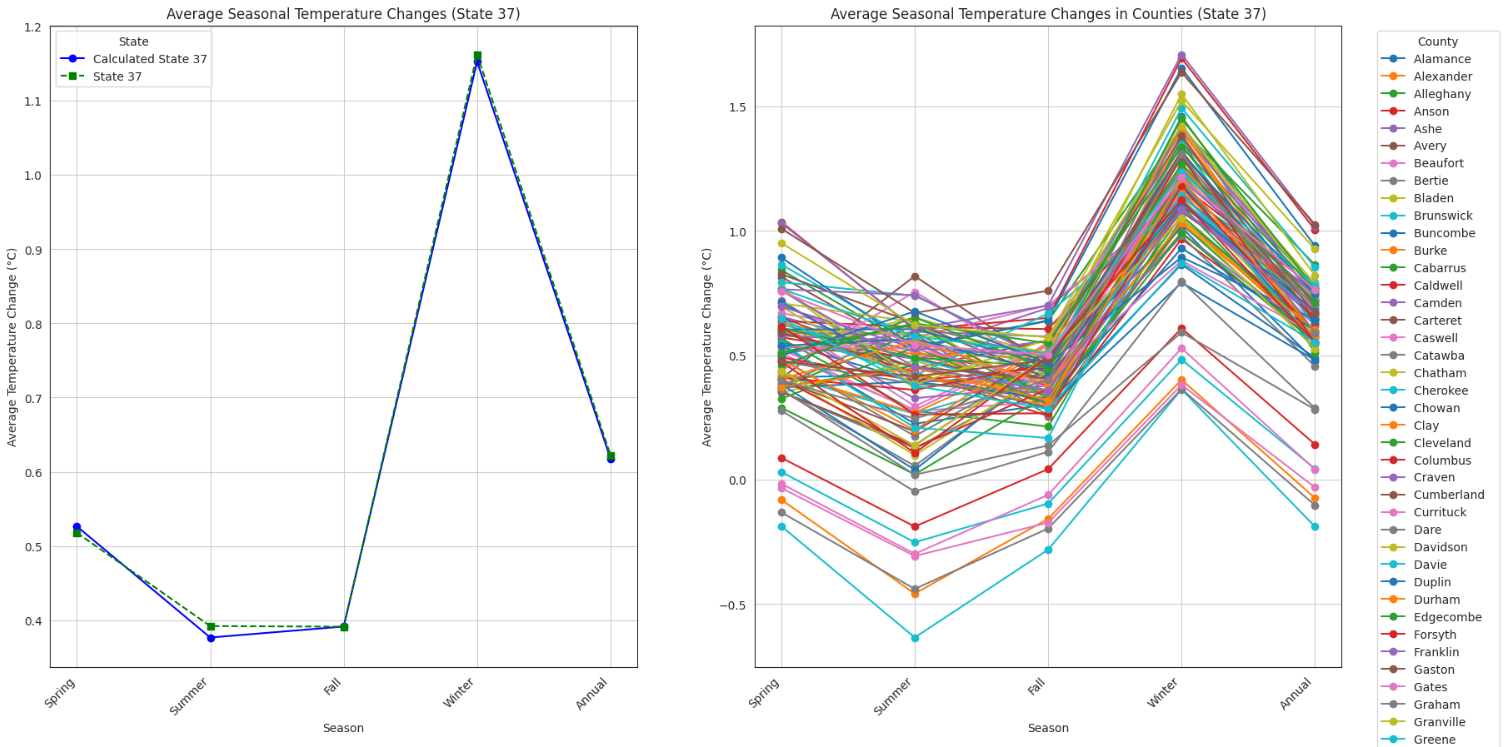 Average Seasonal Temperature Changes (State 37)
Average Temperature Change (°C)
1.2
1.1
1.0
0.9
0.8
0.7
0.6
0.5
0.4
State
Calculated State 37
State 37
Spring
Summer
Fall
Winter
Annual
Season
Average Seasonal Temperature Changes in Counties (State 37)
Average Temperature Change (°C)
1.5
1.0
0.5
0.0
−0.5
Spring
Summer
Fall
Winter
Annual
Season
County
Alamance
Alexander
Alleghany
Anson
Ashe
Avery
Beaufort
Bertie
Bladen
Brunswick
Buncombe
Burke
Cabarrus
Caldwell
Camden
Carteret
Caswell
Catawba
Chatham
Cherokee
Chowan
Clay
Cleveland
Columbus
Craven
Cumberland
Currituck
Dare
Davidson
Davie
Duplin
Durham
Edgecombe
Forsyth
Franklin
Gaston
Gates
Graham
Granville
Greene